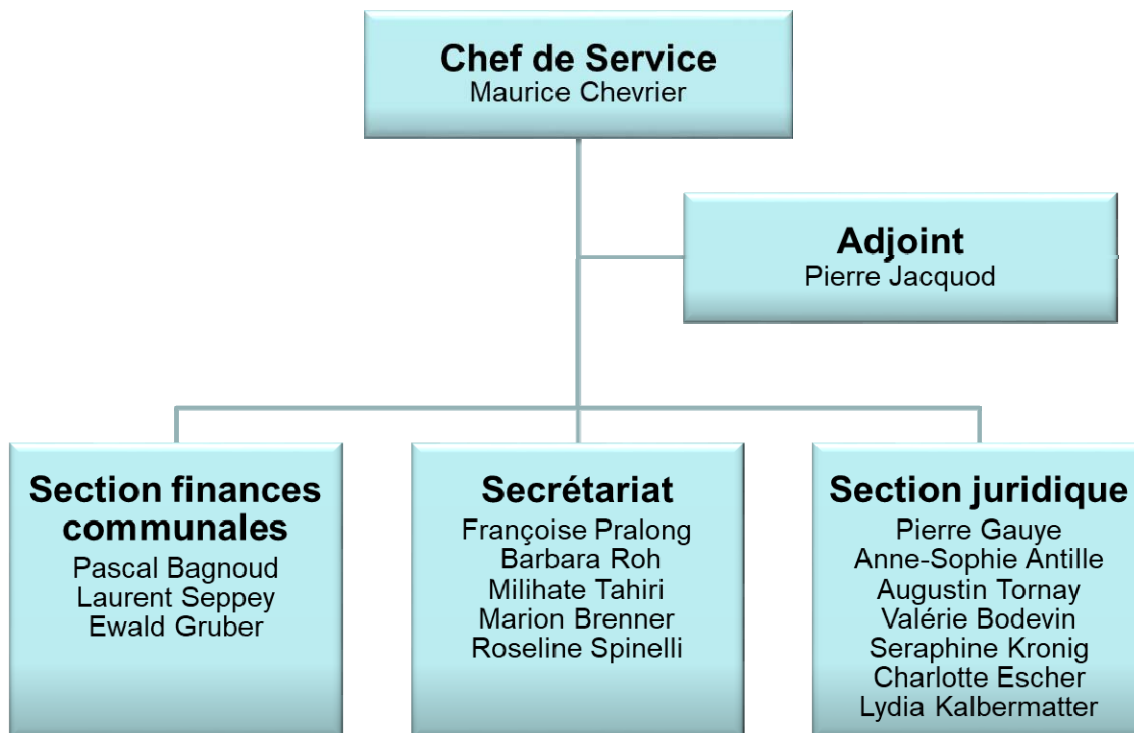 Chef de Service
Maurice Chevrier
Adjoint
Pierre Jacquod
Section finances
communales
Pascal Bagnoud
Laurent Seppey
Ewald Gruber
Secrétariat
Françoise Pralong
Barbara Roh
Milihate Tahiri
Marion Brenner
Roseline Spinelli
Section juridique
Pierre Gauye
Anne-Sophie Antille
Augustin Tornay
Valérie Bodevin
Seraphine Kronig
Charlotte Escher
Lydia Kalbermatter